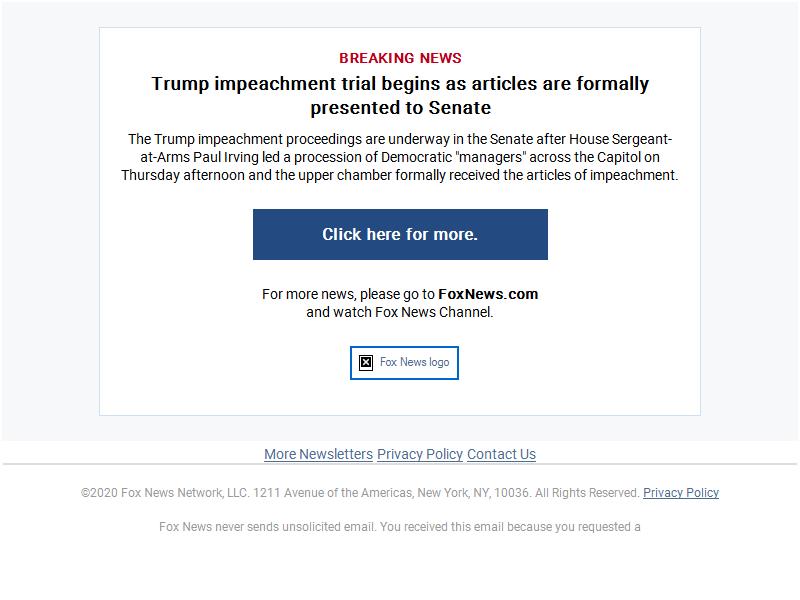 BREAKING NEWS
Trump impeachment trial begins as articles are formally
presented to Senate
The Trump impeachment proceedings are underway in the Senate after House Sergeant-
at-Arms Paul Irving led a procession of Democratic "managers" across the Capitol on
Thursday afternoon and the upper chamber formally received the articles of impeachment.
Click here for more.
For more news, please go to FoxNews.com
and watch Fox News Channel.
Fox News logo
More Newsletters Privacy Policy Contact Us
©2020 Fox News Network, LLC. 1211 Avenue of the Americas, New York, NY, 10036. All Rights Reserved. Privacy Policy
Fox News never sends unsolicited email. You received this email because you requested a